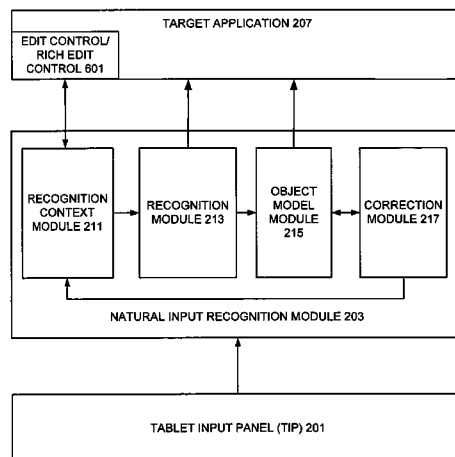 TARGET APPLICATION 207
EDIT CONTROL/
RICH EDIT
CONTROL 601
RECOGNITION
CONTEXT
MODULE 211
RECOGNITION
MODULE 213
OBJECT
MODEL
MODULE
215
CORRECTION
MODULE 217
NATURAL INPUT RECOGNITION MODULE 203
TABLET INPUT PANEL (TIP) 201